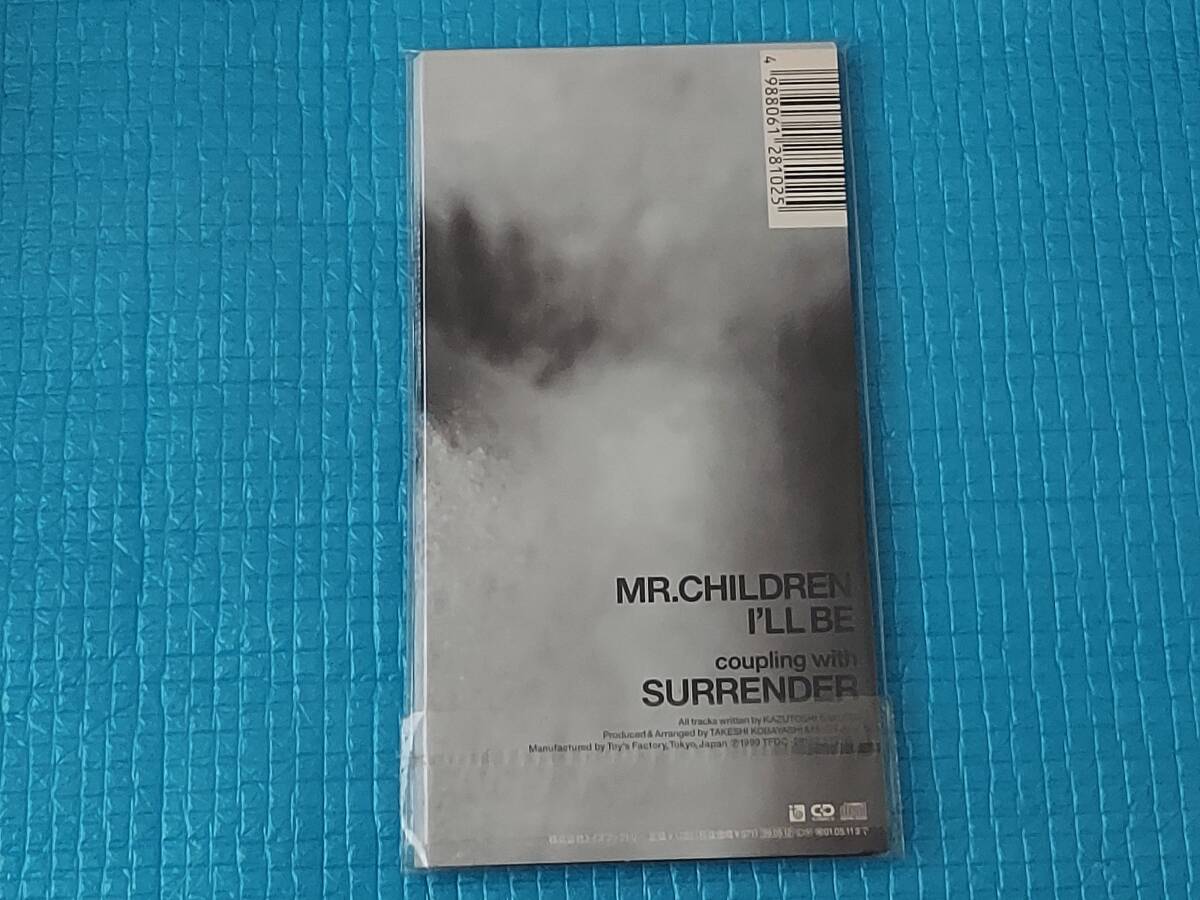 4 988061 281025
MR.CHILDREN
I'LL BE
coupling with
SURRENDER
All tracks written by KAZUTOSHI
Produced & Arranged by TAKESHI KOBAYASHI &
Manufactured by Toy's Factory, Tokyo, Japan ℗1999 TFDC